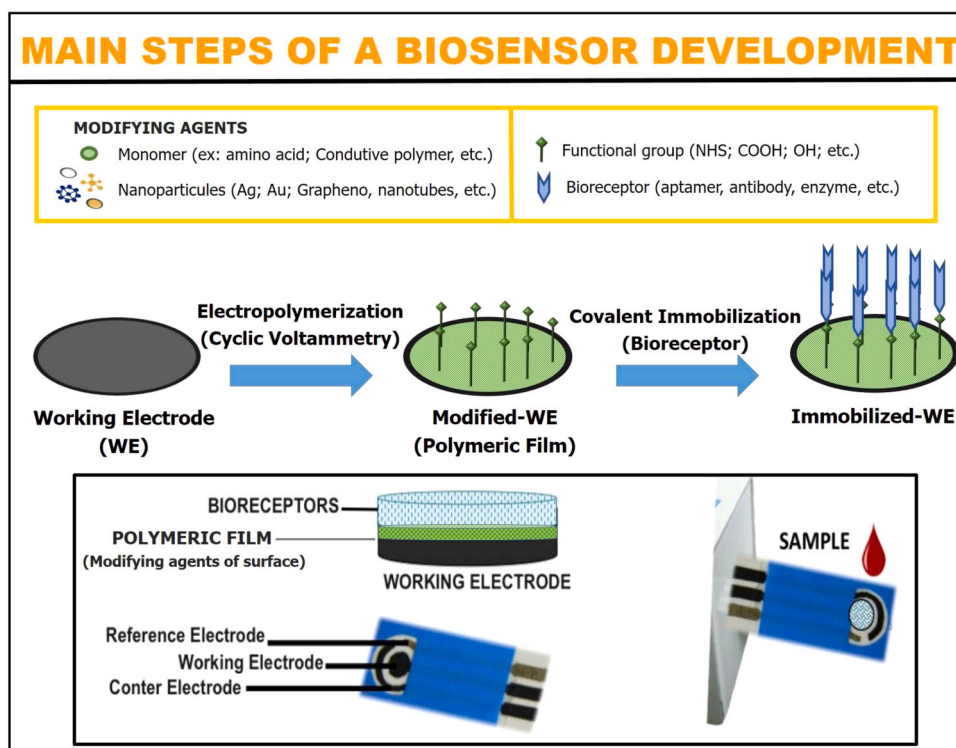 MAIN STEPS OF A BIOSENSOR DEVELOPMENT
MODIFYING AGENTS
Monomer (ex: amino acid; Condutive polymer, etc.)
Nanoparticules (Ag; Au; Grapheno, nanotubes, etc.)
Functional group (NHS; COOH; OH; etc.)
Bioreceptor (aptamer, antibody, enzyme, etc.)
Electropolymerization
(Cyclic Voltammetry)
Covalent Immobilization
(Bioreceptor)
Working Electrode
(WE)
Modified-WE
(Polymeric Film)
Immobilized-WE
BIORECEPTORS
POLYMERIC FILM
(Modifying agents of surface)
WORKING ELECTRODE
SAMPLE
Reference Electrode
Working Electrode
Conter Electrode